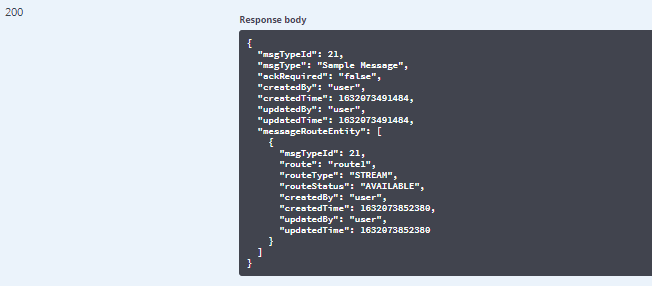 200
Response body
{
  "msgTypeId": 21,
  "msgType": "Sample Message",
  "ackRequired": "false",
  "createdBy": "user",
  "createdTime": 1632073491484,
  "updatedBy": "user",
  "updatedTime": 1632073491484,
  "messageRouteEntity": [
    {
      "msgTypeId": 21,
      "route": "route1",
      "routeType": "STREAM",
      "routeStatus": "AVAILABLE",
      "createdBy": "user",
      "createdTime": 1632073852380,
      "updatedBy": "user",
      "updatedTime": 1632073852380
    }
  ]
}